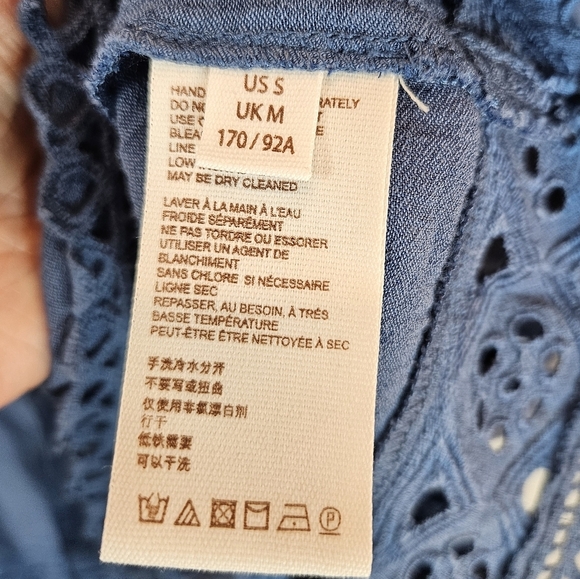 US S
UK M
170/92A
HAND
RATELY
DO NO
USE
BLEA
LINE
LOW
MAY BE DRY CLEANED
LAVER À LA MAIN À L'EAU
FROIDE SÉPARÉMENT
NE PAS TORDRE OU ESSORER
UTILISER UN AGENT DE
BLANCHIMENT
SANS CHLORE SI NÉCESSAIRE
LIGNE SEC
REPASSER, AU BESOIN, À TRÈS
BASSE TEMPÉRATURE
PEUT-ÊTRE ÊTRE NETTOYÉE À SEC
手洗冷水分开
不要写或扭曲
仅使用非氯漂白剂
行干
低铁需要
可以干洗
P